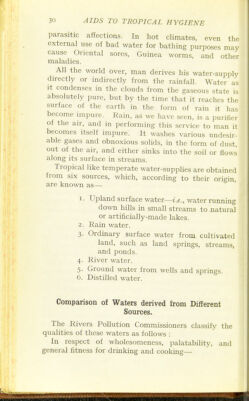 30 AIDS TO TROPICAL HYGIENE
parasitic affections. In hot climates, even the
external use of bad water for bathing purposes may
cause Oriental sores, Guinea worms, and other
maladies.
All the world over, man derives his water-supply
directly or indirectly from the rainfall. Water as
it condenses in the clouds from the gaseous state is
absolutely pure, but by the time that it reaches the
surface of the earth in the form of rain it has
become impure. Rain, as we have seen, is a purifier
of the air, and in performing this service to man it
becomes itself impure. It washes various undesir-
able gases and obnoxious solids, in the form of dust,
out of the air, and either sinks into the soil or flows
along its surface in streams.
Tropical like temperate water-supplies are obtained
from six sources, which, according to their origin,
are known as—
1. Upland surface water—i.e., water running
down hills in small streams to natural
or artificially-made lakes.
2. Rain water.
3. Ordinary surface water from cultivated
land, such as land springs, streams,
and ponds.
4. River water.
5. Ground water from wells and springs.
6. Distilled water.
Comparison of Waters derived from Different
Sources.
The Rivers Pollution Commissioners classify the
qualities of these waters as follows :
In respect of wholesomeness, palatability, and
general fitness for drinking and cooking—